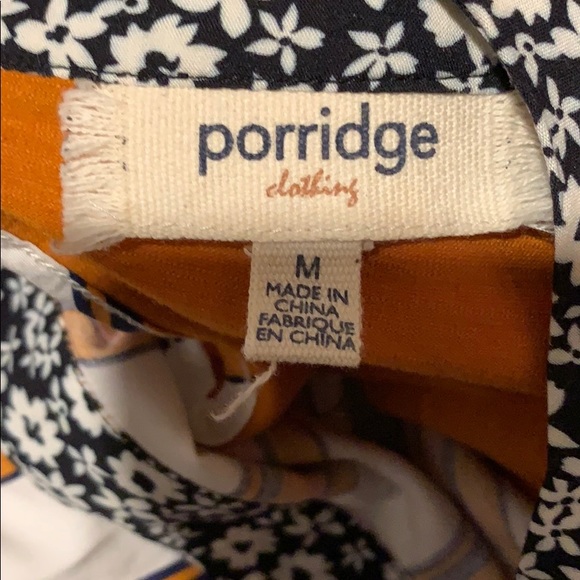 porridge
clothing
M
MADE IN
CHINA
FABRIQUE
EN CHINA